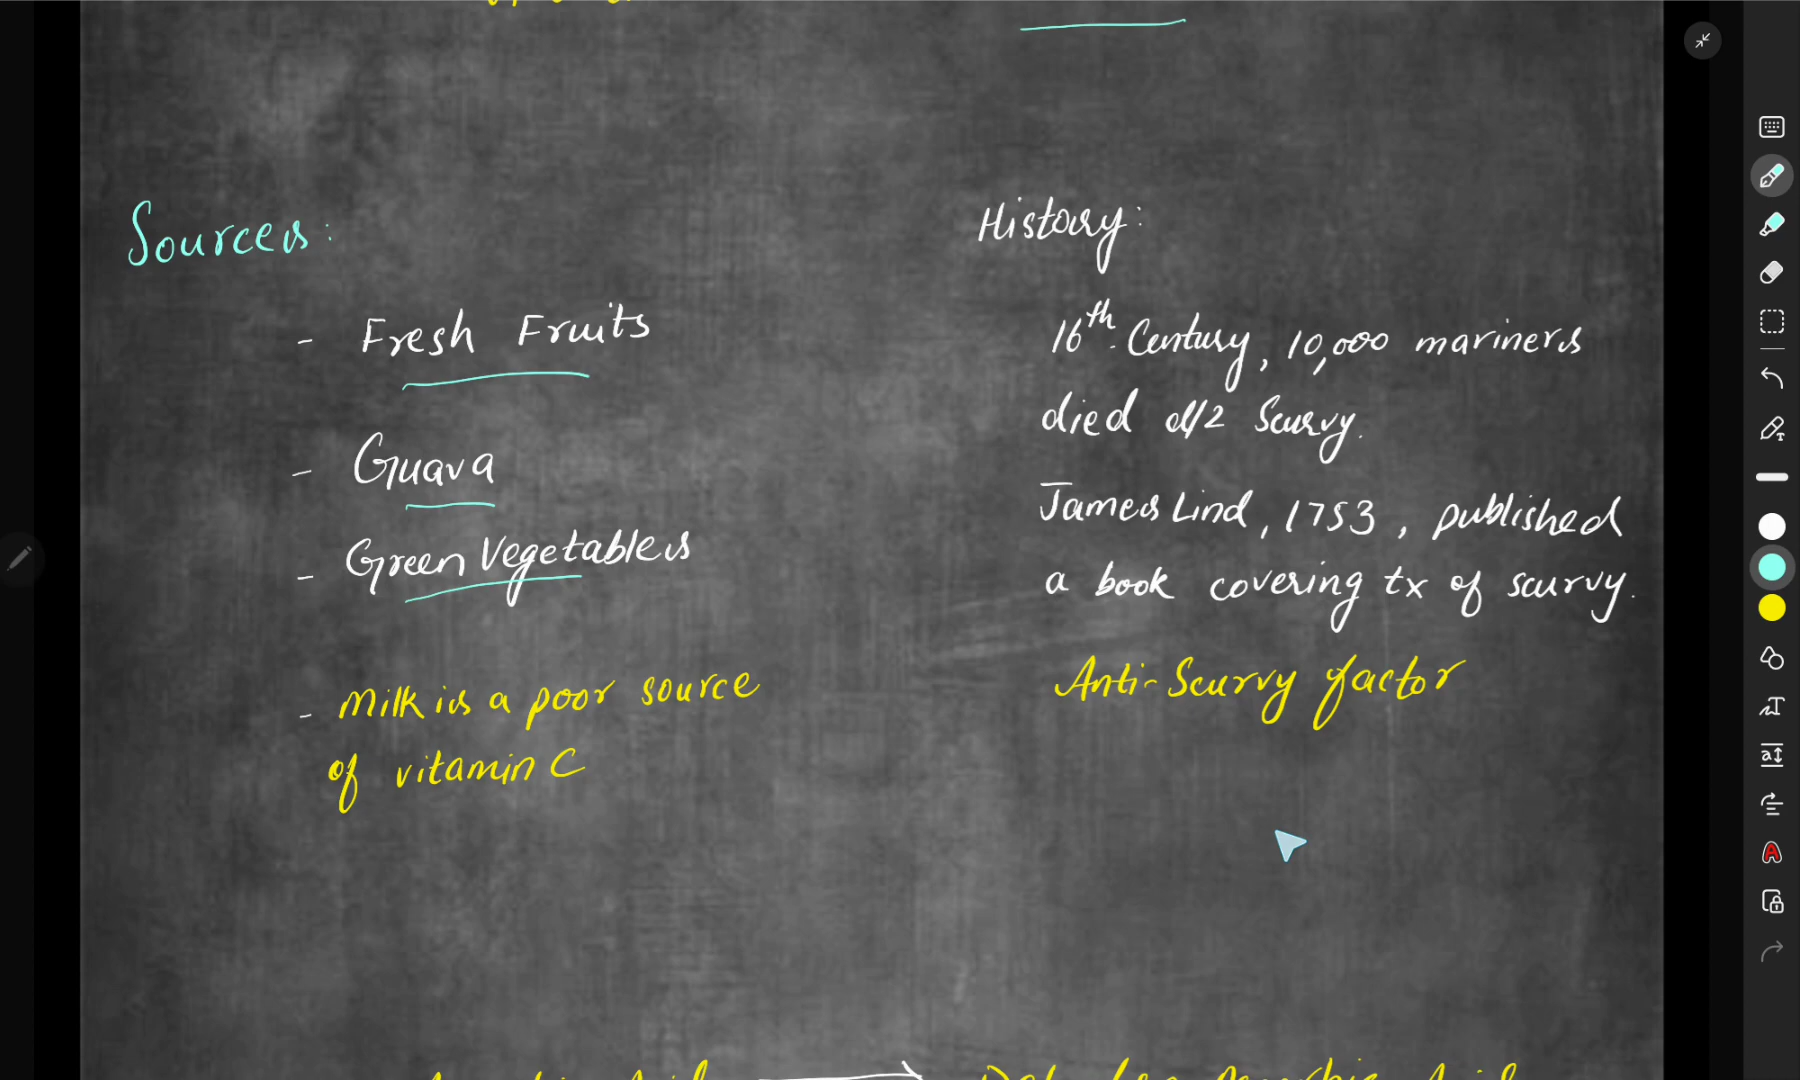 Sources:
- Fresh Fruits
- Guava
- Green Vegetables
- Milk is a poor source
of vitamin C
History:
16th Century, 10,000 mariners
died d/2 Scurvy.
James Lind, 1753, published
a book covering tx of scurvy.
Anti-Scurvy factor